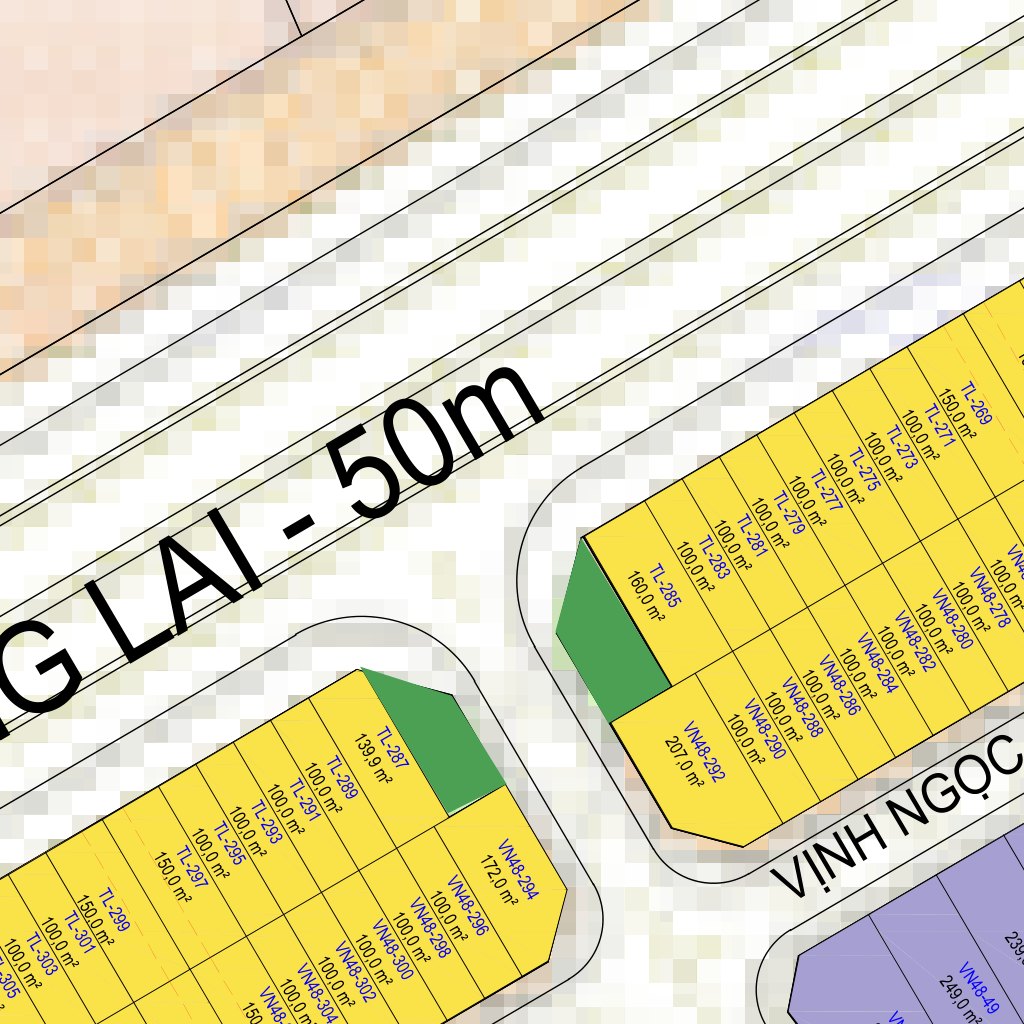 G LAI - 50m
VỊNH NGỌC
TL-269
150,0 m²
TL-271
100,0 m²
TL-273
100,0 m²
TL-275
100,0 m²
TL-277
100,0 m²
TL-279
100,0 m²
TL-281
100,0 m²
TL-283
100,0 m²
TL-285
160,0 m²
VN48-278
100,0 m²
VN48-280
100,0 m²
VN48-282
100,0 m²
VN48-284
100,0 m²
VN48-286
100,0 m²
VN48-288
100,0 m²
VN48-290
100,0 m²
VN48-292
207,0 m²
TL-287
139,9 m²
TL-289
100,0 m²
TL-291
100,0 m²
TL-293
100,0 m²
TL-295
100,0 m²
TL-297
150,0 m²
TL-299
150,0 m²
TL-301
100,0 m²
TL-303
100,0 m²
VN48-294
172,0 m²
VN48-296
100,0 m²
VN48-298
100,0 m²
VN48-300
100,0 m²
VN48-302
100,0 m²
VN48-304
100,0 m²
VN48-49
249,0 m²